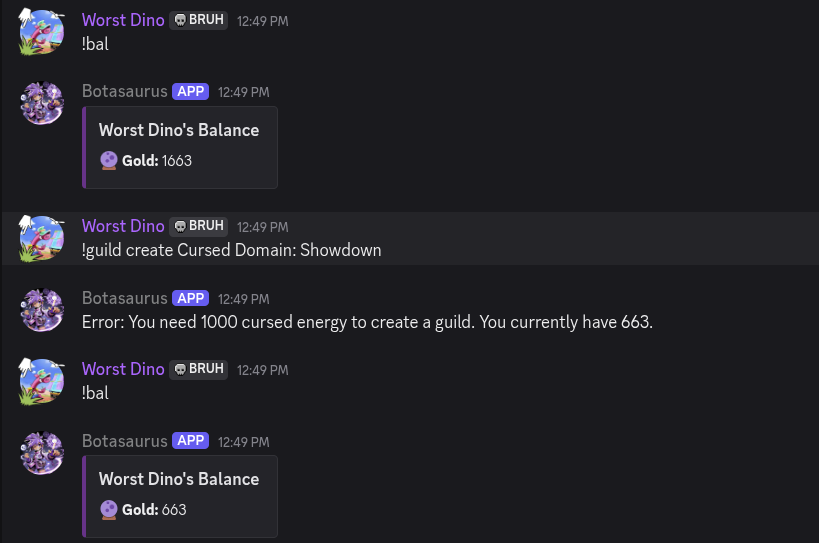 Worst Dino BRUH 12:49 PM
!bal
Botasaurus APP 12:49 PM
Worst Dino's Balance
Gold: 1663
Worst Dino BRUH 12:49 PM
!guild create Cursed Domain: Showdown
Botasaurus APP 12:49 PM
Error: You need 1000 cursed energy to create a guild. You currently have 663.
Worst Dino BRUH 12:49 PM
!bal
Botasaurus APP 12:49 PM
Worst Dino's Balance
Gold: 663